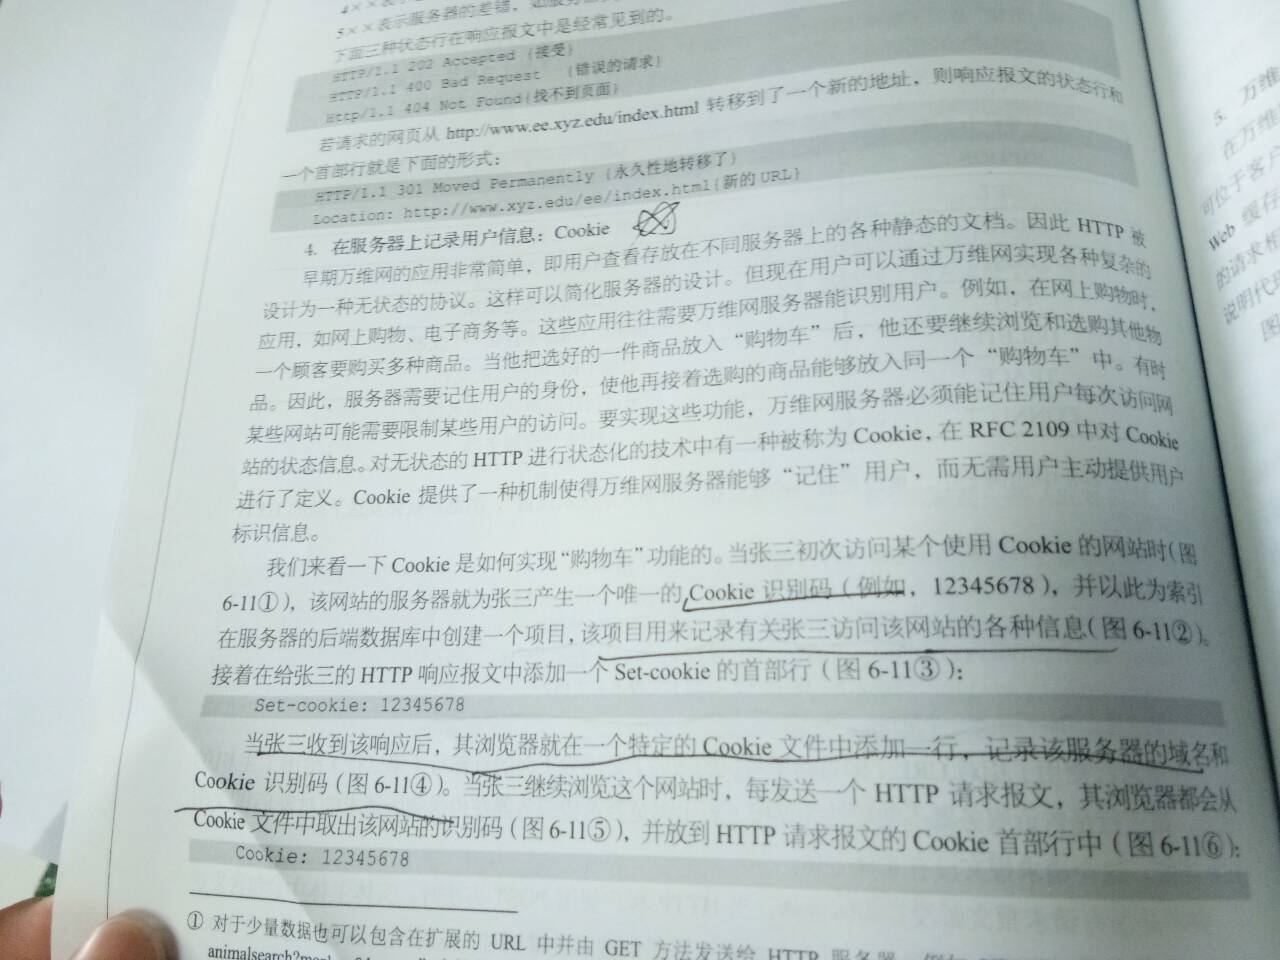 4××表示
5××表示服务器的差错，如服务
下面三种状态行在响应报文中是经常见到的。
HTTP/1.1 202 Accepted {接受}
HTTP/1.1 400 Bad Request {错误的请求}
Http/1.1 404 Not Found{找不到页面}
若请求的网页从 http://www.ee.xyz.edu/index.html 转移到了一个新的地址，则响应报文的状态行和
一个首部行就是下面的形式：
HTTP/1.1 301 Moved Permanently {永久性地转移了}
Location: http://www.xyz.edu/ee/index.html{新的 URL}
4. 在服务器上记录用户信息：Cookie
早期万维网的应用非常简单，即用户查看存放在不同服务器上的各种静态的文档。因此 HTTP 被
设计为一种无状态的协议。这样可以简化服务器的设计。但现在用户可以通过万维网实现各种复杂的
应用，如网上购物、电子商务等。这些应用往往需要万维网服务器能识别用户。例如，在网上购物时，
一个顾客要购买多种商品。当他把选好的一件商品放入“购物车”后，他还要继续浏览和选购其他物
品。因此，服务器需要记住用户的身份，使他再接着选购的商品能够放入同一个“购物车”中。有时
某些网站可能需要限制某些用户的访问。要实现这些功能，万维网服务器必须能记住用户每次访问网
站的状态信息。对无状态的 HTTP 进行状态化的技术中有一种被称为 Cookie，在 RFC 2109 中对 Cookie
进行了定义。Cookie 提供了一种机制使得万维网服务器能够“记住”用户，而无需用户主动提供用户
标识信息。
我们来看一下 Cookie 是如何实现“购物车”功能的。当张三初次访问某个使用 Cookie 的网站时（图
6-11①），该网站的服务器就为张三产生一个唯一的 Cookie 识别码（例如，12345678），并以此为索引
在服务器的后端数据库中创建一个项目，该项目用来记录有关张三访问该网站的各种信息（图 6-11②）。
接着在给张三的 HTTP 响应报文中添加一个 Set-cookie 的首部行（图 6-11③）：
Set-cookie: 12345678
当张三收到该响应后，其浏览器就在一个特定的 Cookie 文件中添加一行，记录该服务器的域名和
Cookie 识别码（图 6-11④）。当张三继续浏览这个网站时，每发送一个 HTTP 请求报文，其浏览器都会从
Cookie 文件中取出该网站的识别码（图 6-11⑤），并放到 HTTP 请求报文的 Cookie 首部行中（图 6-11⑥）：
Cookie: 12345678
① 对于少量数据也可以包含在扩展的 URL 中并由 GET 方法发送给 HTTP 服务器，例如
5. 万维
在万维
可位于客户
Web 缓存
的请求
说明代理
图